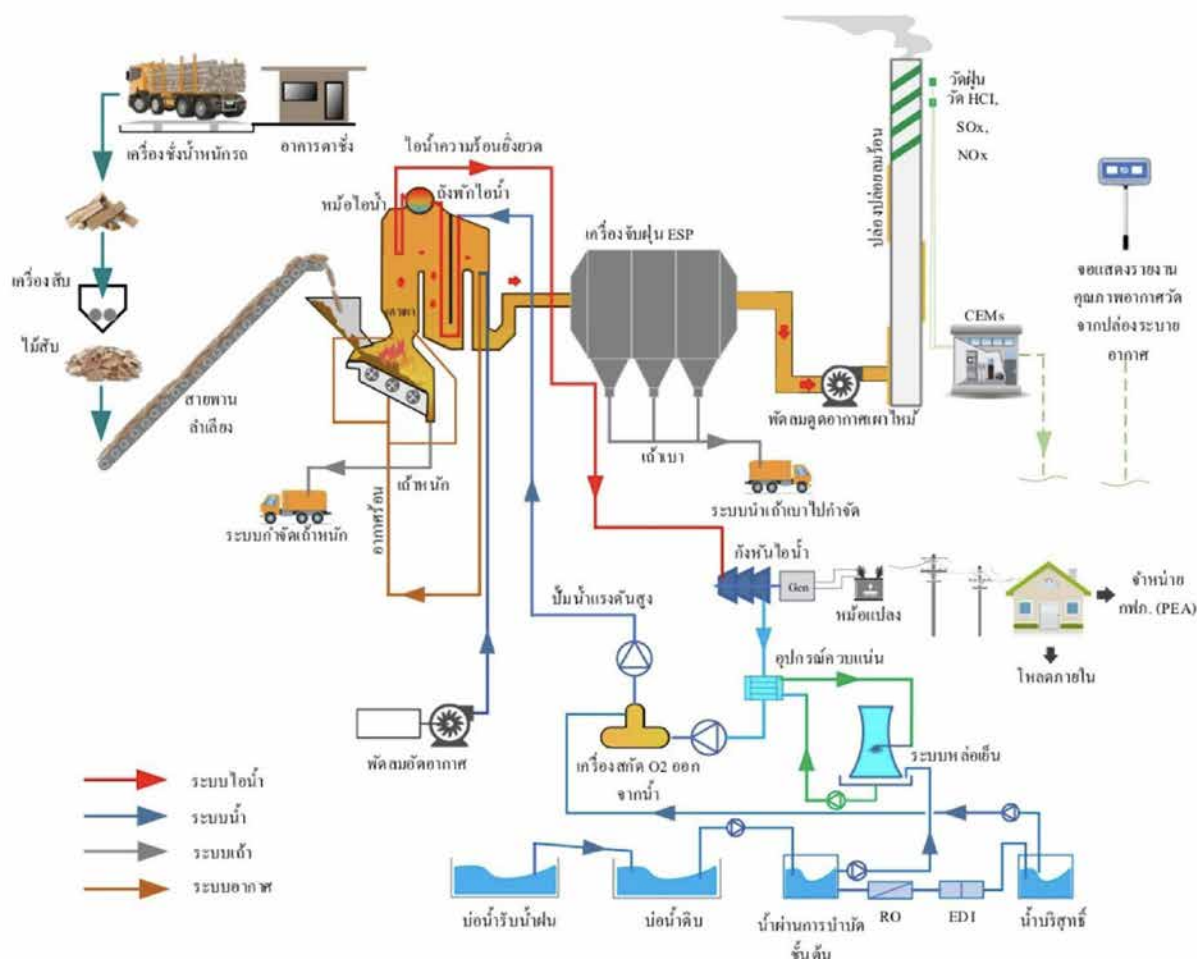 วัดฝุ่น
วัด HCl,
SOx,
NOx
เครื่องชั่งน้ำหนักรถ
อาคารตาชั่ง
ไอน้ำความร้อนยิ่งยวด
ถังพักไอน้ำ
หม้อไอน้ำ
เครื่องจับฝุ่น ESP
ปล่องปล่อยลมร้อน
เครื่องสับ
ไม้สับ
เตาเผา
จอแสดงรายงาน
คุณภาพอากาศวัด
จากปล่องระบาย
อากาศ
CEMs
สายพาน
ลำเลียง
พัดลมดูดอากาศเผาไหม้
เถ้าเบา
เถ้าหนัก
ระบบนำเถ้าเบาไปกำจัด
ระบบกำจัดเถ้าหนัก
อากาศร้อน
กังหันไอน้ำ
Gen
หม้อแปลง
จำหน่าย
กฟภ. (PEA)
โหลดภายใน
ปั๊มน้ำแรงดันสูง
อุปกรณ์ควบแน่น
พัดลมอัดอากาศ
เครื่องสกัด O2 ออก
จากน้ำ
ระบบหล่อเย็น
ระบบไอน้ำ
ระบบน้ำ
ระบบเถ้า
ระบบอากาศ
บ่อน้ำรับน้ำฝน
บ่อน้ำดิบ
น้ำผ่านการบำบัด
ขั้นต้น
RO
EDI
น้ำบริสุทธิ์